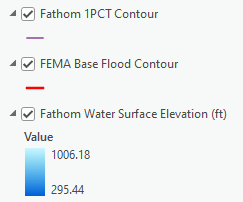 Fathom 1PCT Contour
FEMA Base Flood Contour
Fathom Water Surface Elevation (ft)
Value
1006.18
295.44